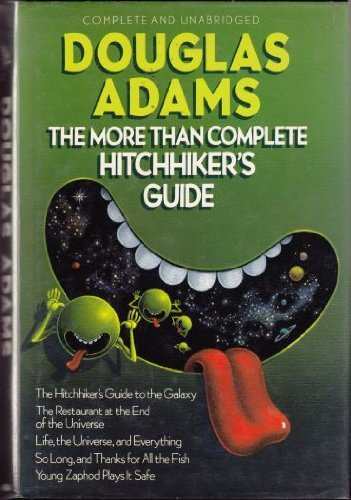 COMPLETE AND UNABRIDGED
DOUGLAS
ADAMS
THE MORE THAN COMPLETE
HITCHHIKER'S
GUIDE
The Hitchhiker's Guide to the Galaxy
The Restaurant at the End
of the Universe
Life, the Universe, and Everything
So Long, and Thanks for All the Fish
Young Zaphod Plays It Safe
DOUGLAS ADAMS